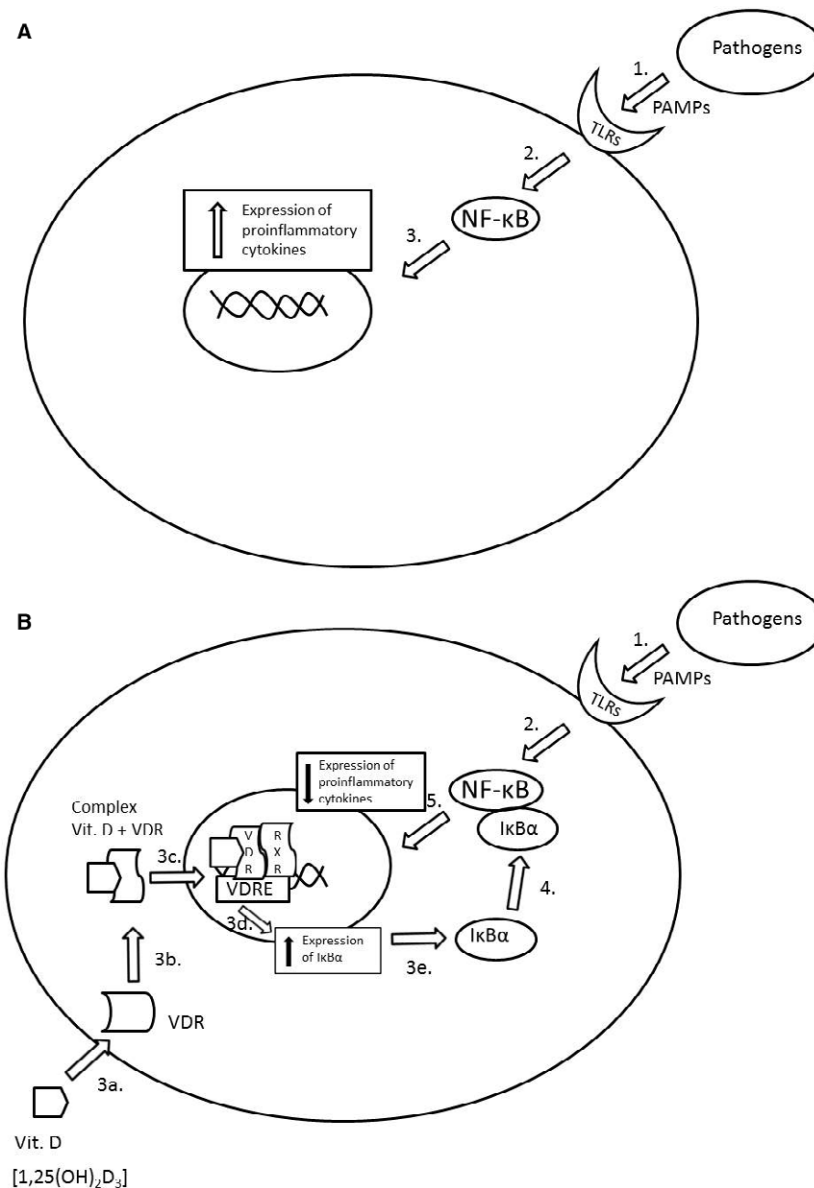 A
Pathogens
1.
PAMPs
TLRs
2.
NF-κB
3.
Expression of
proinflammatory
cytokines
B
Pathogens
1.
PAMPs
TLRs
2.
Expression of
proinflammatory
cytokines
NF-κB
5.
IκBα
Complex
Vit. D + VDR
3c.
V
D
R
R
X
R
VDRE
3d.
4.
Expression
of IκBα
3e.
IκBα
3b.
VDR
3a.
Vit. D
[1,25(OH)₂D₃]